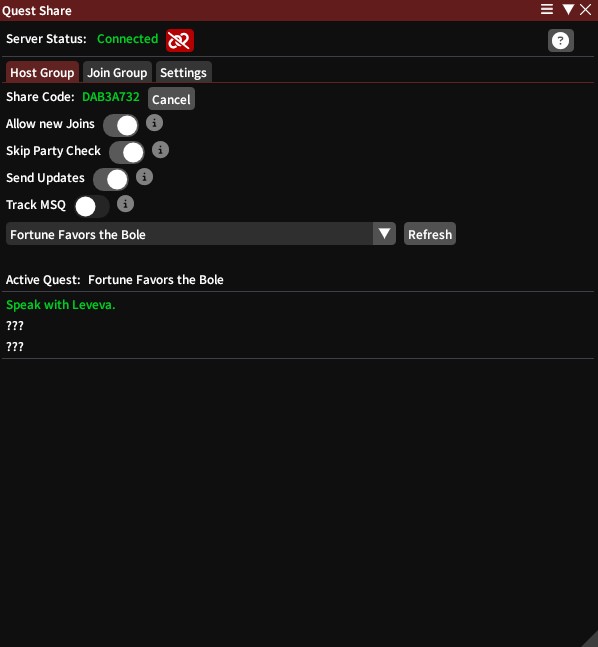 Quest Share
Server Status: Connected
?
Host Group Join Group Settings
Share Code: DAB3A732 Cancel
Allow new Joins i
Skip Party Check i
Send Updates i
Track MSQ i
Fortune Favors the Bole Refresh
Active Quest: Fortune Favors the Bole
Speak with Leveva.
???
???